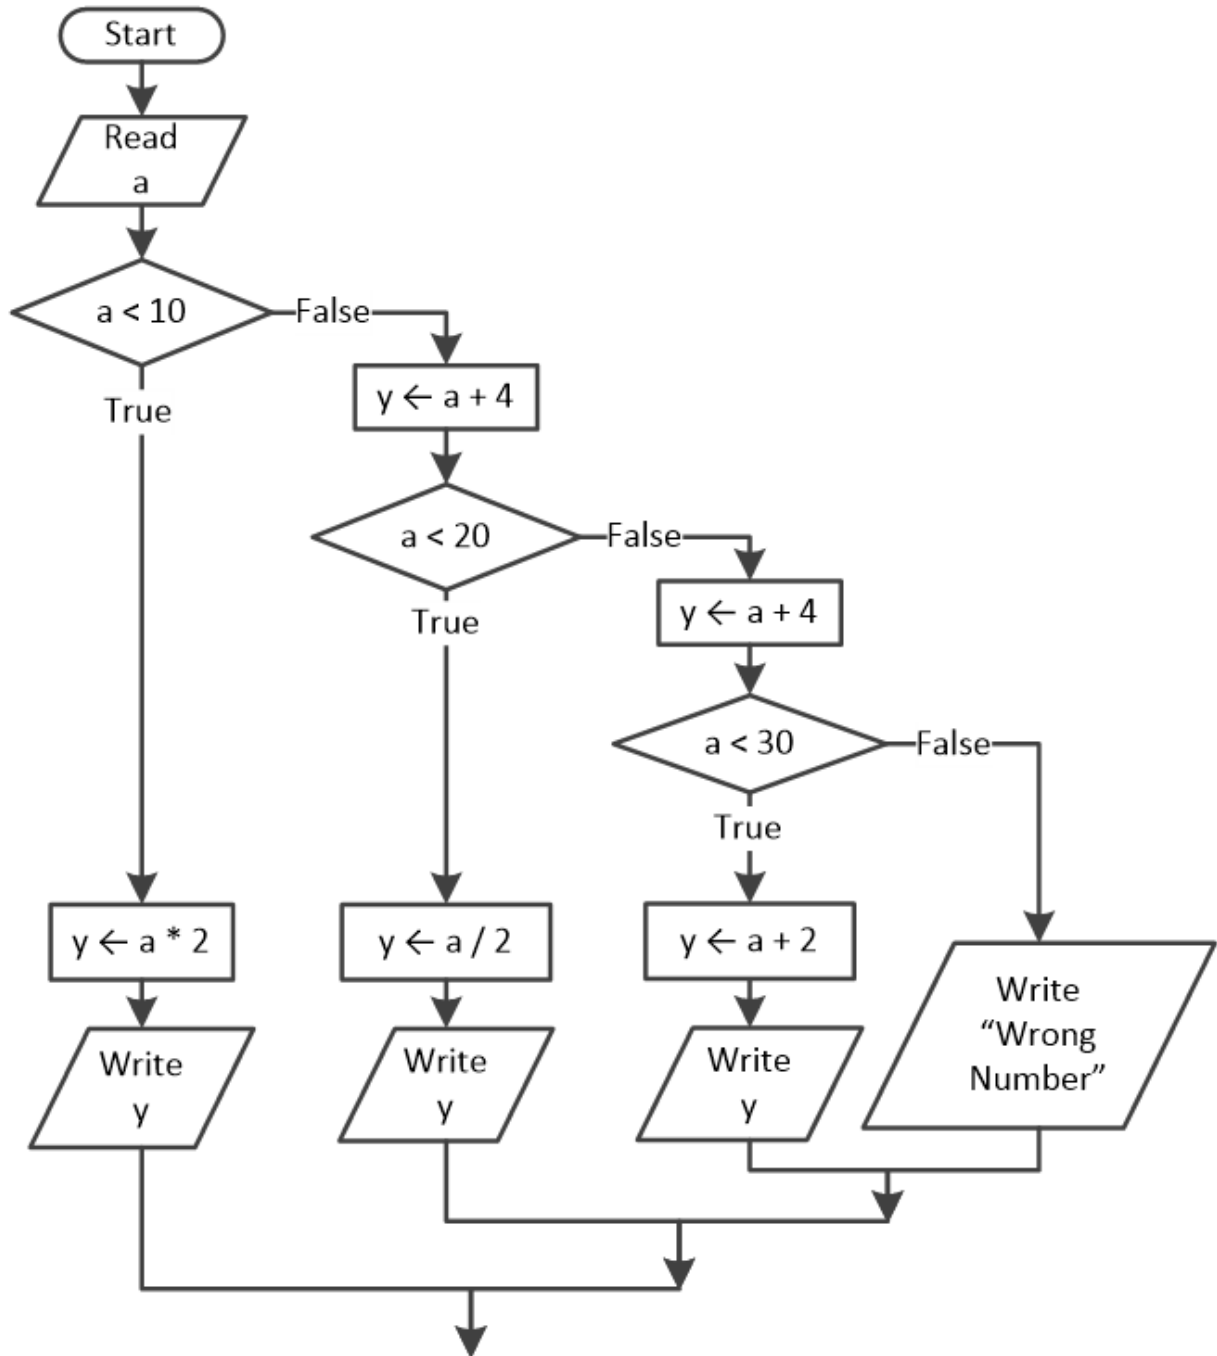 Start
Read
a
a < 10
False
True
y ← a + 4
a < 20
False
True
y ← a + 4
a < 30
False
True
y ← a * 2
y ← a / 2
y ← a + 2
Write
y
Write
y
Write
y
Write
“Wrong
Number”